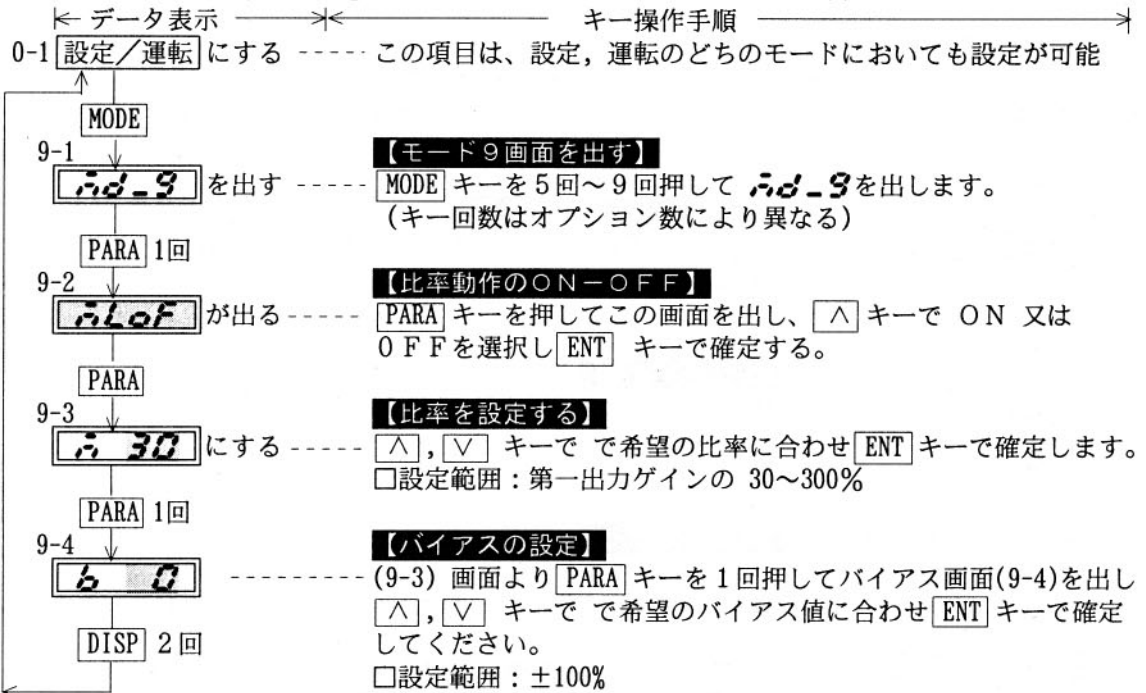 データ表示 キー操作手順
0-1 設定/運転 にする ----- この項目は、設定,運転のどちのモードにおいても設定が可能
MODE
9-1 【モード9画面を出す】
Ad_9 を出す ----- MODE キーを5回~9回押して Ad_9を出します。
(キー回数はオプション数により異なる)
PARA 1回
9-2 【比率動作のON-OFF】
ALoF が出る ----- PARA キーを押してこの画面を出し、 ∧ キーで ON 又は
OFFを選択し ENT キーで確定する。
PARA
9-3 【比率を設定する】
A 30 にする ----- ∧ , ∨ キーで で希望の比率に合わせ ENT キーで確定します。
□設定範囲:第一出力ゲインの 30~300%
PARA 1回
9-4 【バイアスの設定】
b 0 -------- (9-3) 画面より PARA キーを1回押してバイアス画面(9-4)を出し
∧ , ∨ キーで で希望のバイアス値に合わせ ENT キーで確定
DISP 2回 してください。
□設定範囲:±100%